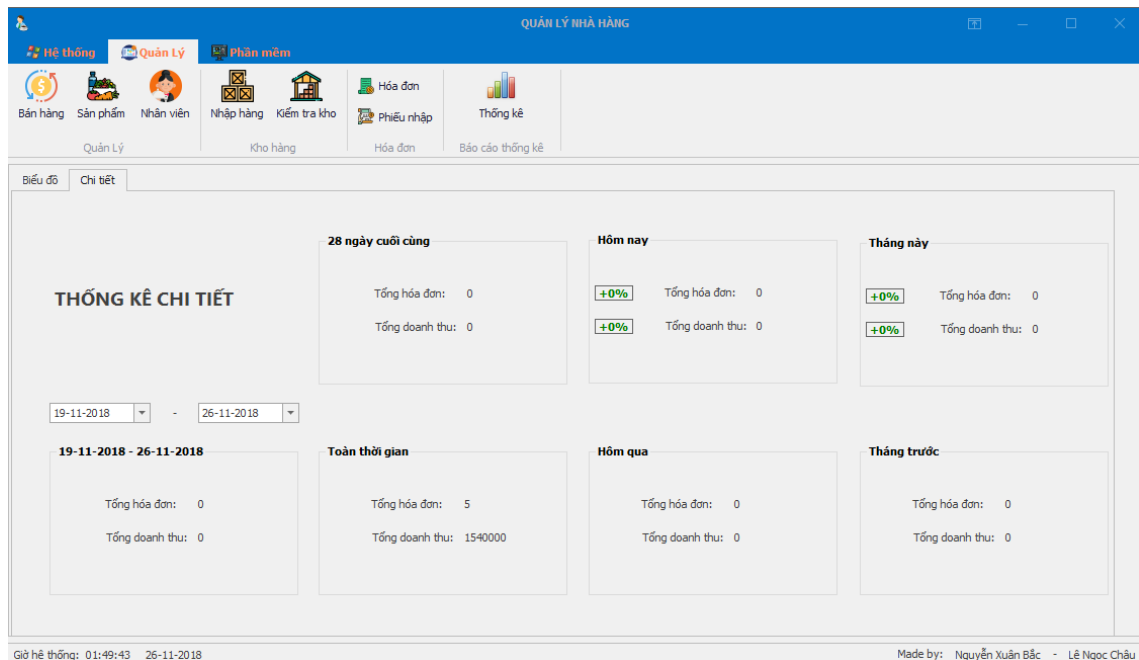 QUẢN LÝ NHÀ HÀNG
Hệ thống Quản Lý Phần mềm
Bán hàng Sản phẩm Nhân viên Nhập hàng Kiểm tra kho Hóa đơn Phiếu nhập Thống kê
Quản Lý Kho hàng Hóa đơn Báo cáo thống kê
Biểu đồ Chi tiết
THỐNG KÊ CHI TIẾT
28 ngày cuối cùng
Tổng hóa đơn: 0
Tổng doanh thu: 0
Hôm nay
+0% Tổng hóa đơn: 0
+0% Tổng doanh thu: 0
Tháng này
+0% Tổng hóa đơn: 0
+0% Tổng doanh thu: 0
19-11-2018 - 26-11-2018
19-11-2018 - 26-11-2018
Tổng hóa đơn: 0
Tổng doanh thu: 0
Toàn thời gian
Tổng hóa đơn: 5
Tổng doanh thu: 1540000
Hôm qua
Tổng hóa đơn: 0
Tổng doanh thu: 0
Tháng trước
Tổng hóa đơn: 0
Tổng doanh thu: 0
Giờ hệ thống: 01:49:43 26-11-2018 Made by: Nguyễn Xuân Bắc - Lê Ngọc Châu